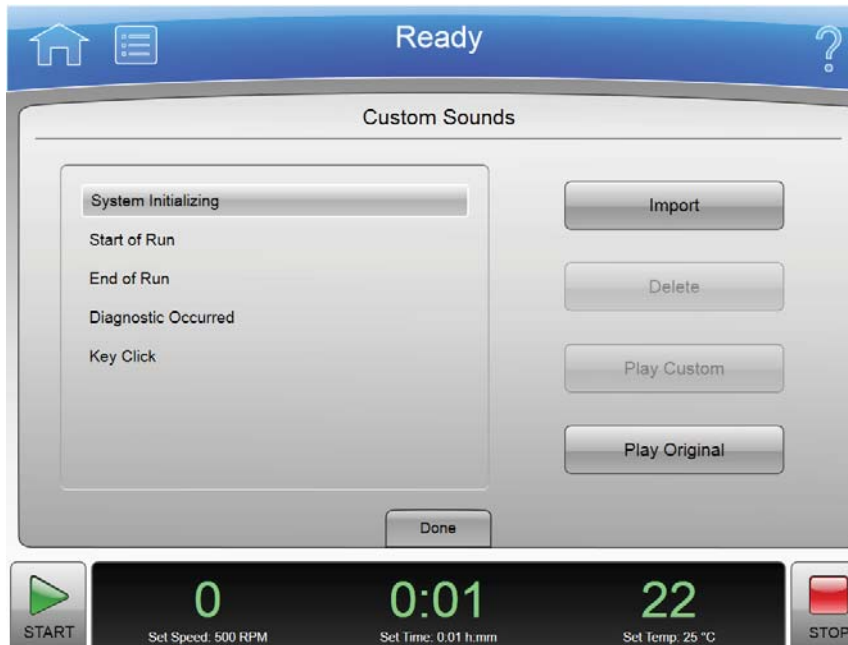 Ready
Custom Sounds
System Initializing
Start of Run
End of Run
Diagnostic Occurred
Key Click
Import
Delete
Play Custom
Play Original
Done
START
0
Set Speed: 500 RPM
0:01
Set Time: 0:01 h:mm
22
Set Temp: 25 °C
STOP